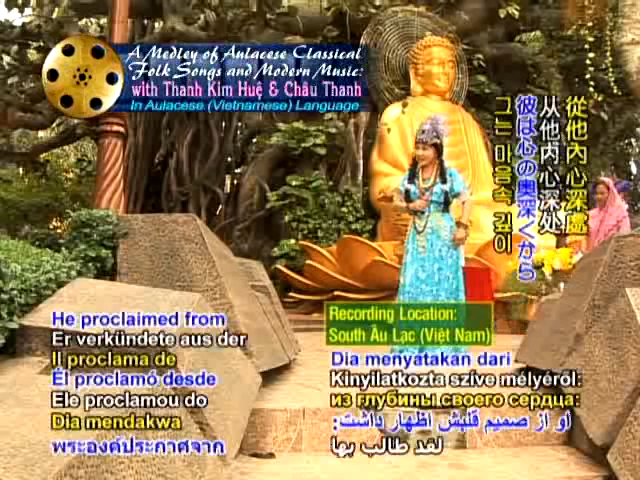 A Medley of Aulacese Classical
Folk Songs and Modern Music:
with Thanh Kim Huệ & Châu Thanh
In Aulacese (Vietnamese) Language
從他內心深處
从他内心深处
彼は心の奥深くから
그는 마음속 깊이
He proclaimed from
Er verkündete aus der
Il proclama de
Él proclamó desde
Ele proclamou do
Dia mendakwa
พระองค์ประกาศจาก
Recording Location:
South Âu Lạc (Việt Nam)
Dia menyatakan dari
Kinyilatkozta szíve mélyéről:
из глубины своего сердца:
او از صمیم قلبش اظهار داشت:
لقد طالب بها